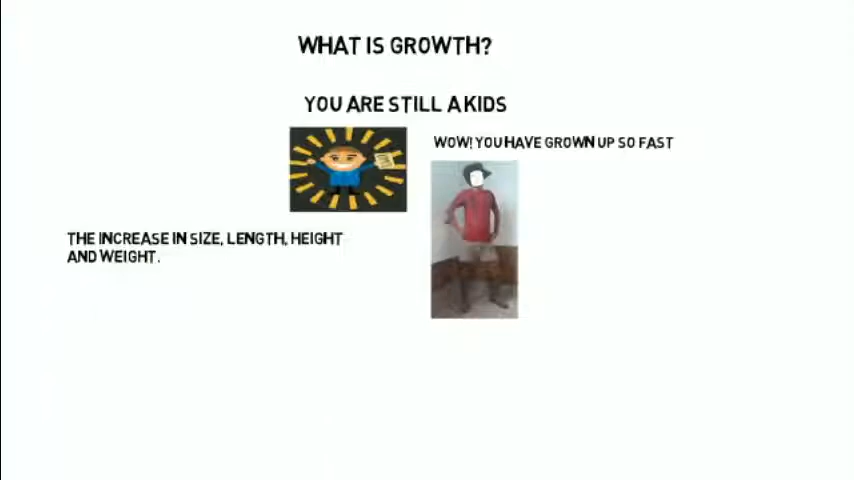 WHAT IS GROWTH?
YOU ARE STILL A KIDS
WOW! YOU HAVE GROWN UP SO FAST
THE INCREASE IN SIZE, LENGTH, HEIGHT
AND WEIGHT.